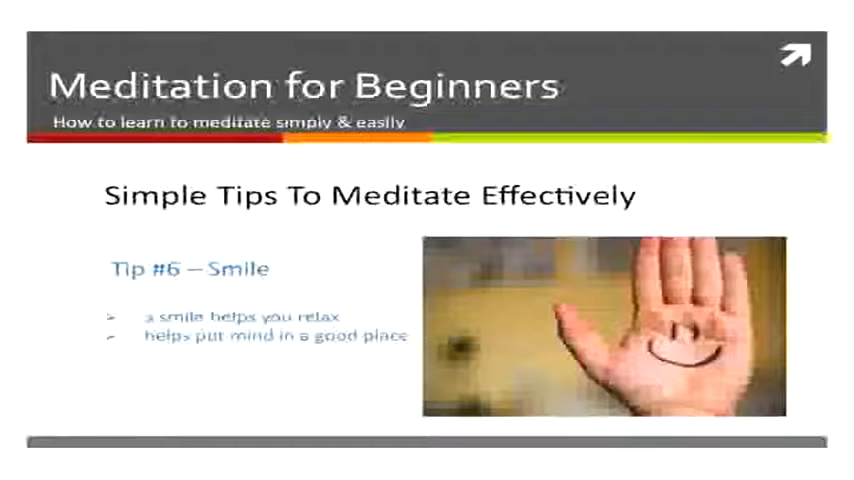 Meditation for Beginners
How to learn to meditate simply & easily
Simple Tips To Meditate Effectively
Tip #6 – Smile
➢ a smile helps you relax
➢ helps put mind in a good place